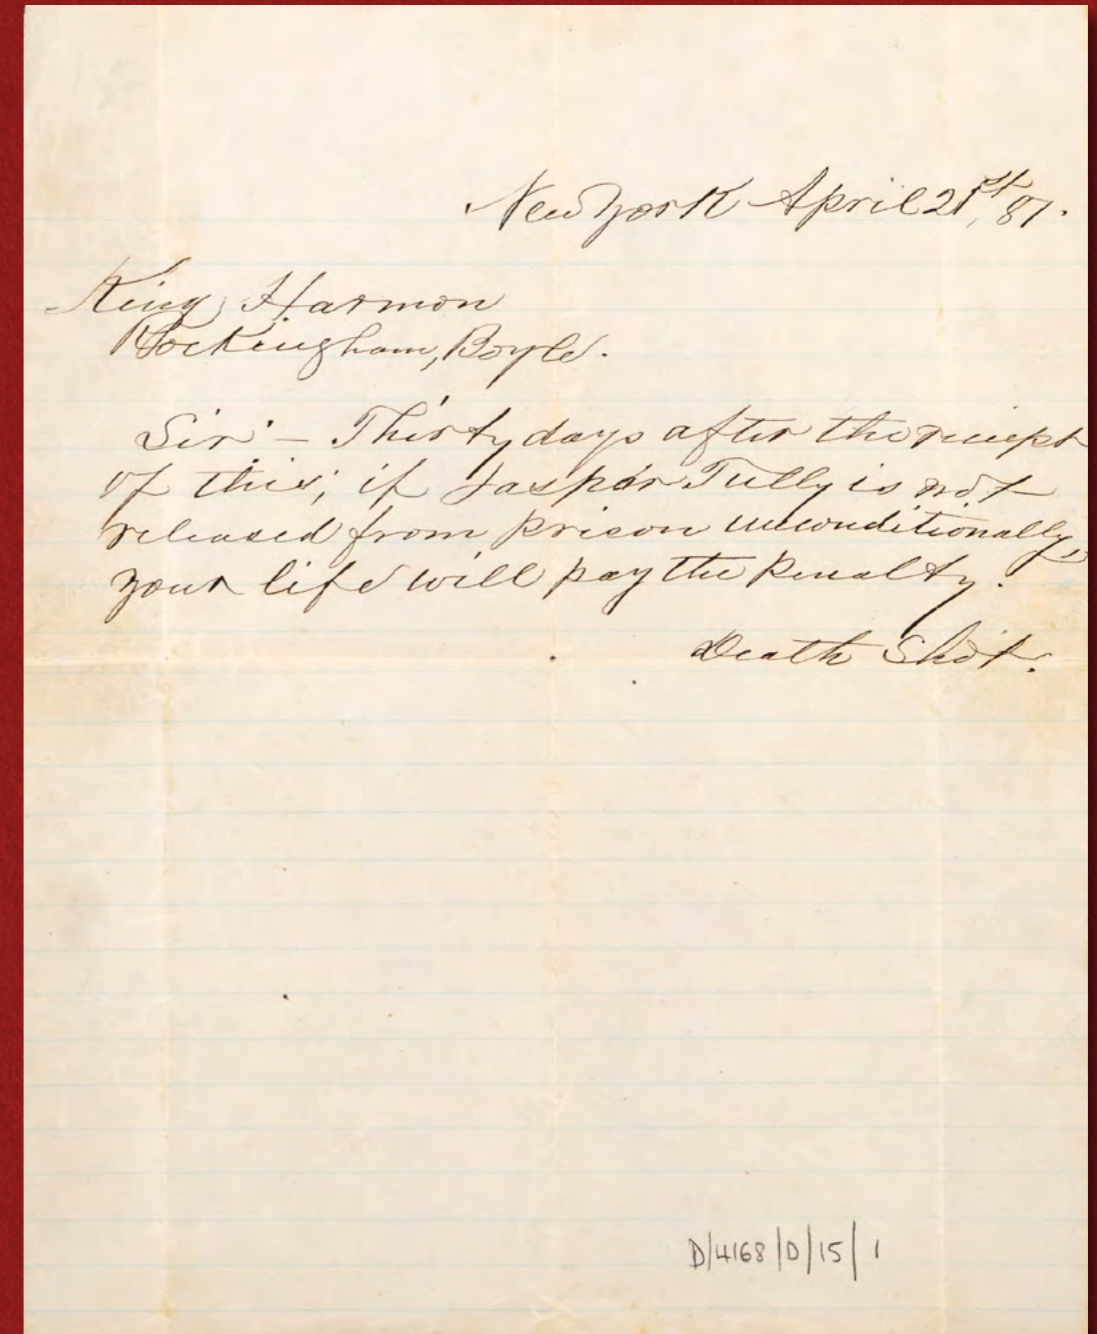 New York April 21st, 87.
King, Harmon
Rockingham, Boyle.
Sir: – Thirty days after the reciept
of this; if Jasper Tully is not
released from prison unconditionally,
your life will pay the penalty.
Death Shot.
D/4168/D/15/1